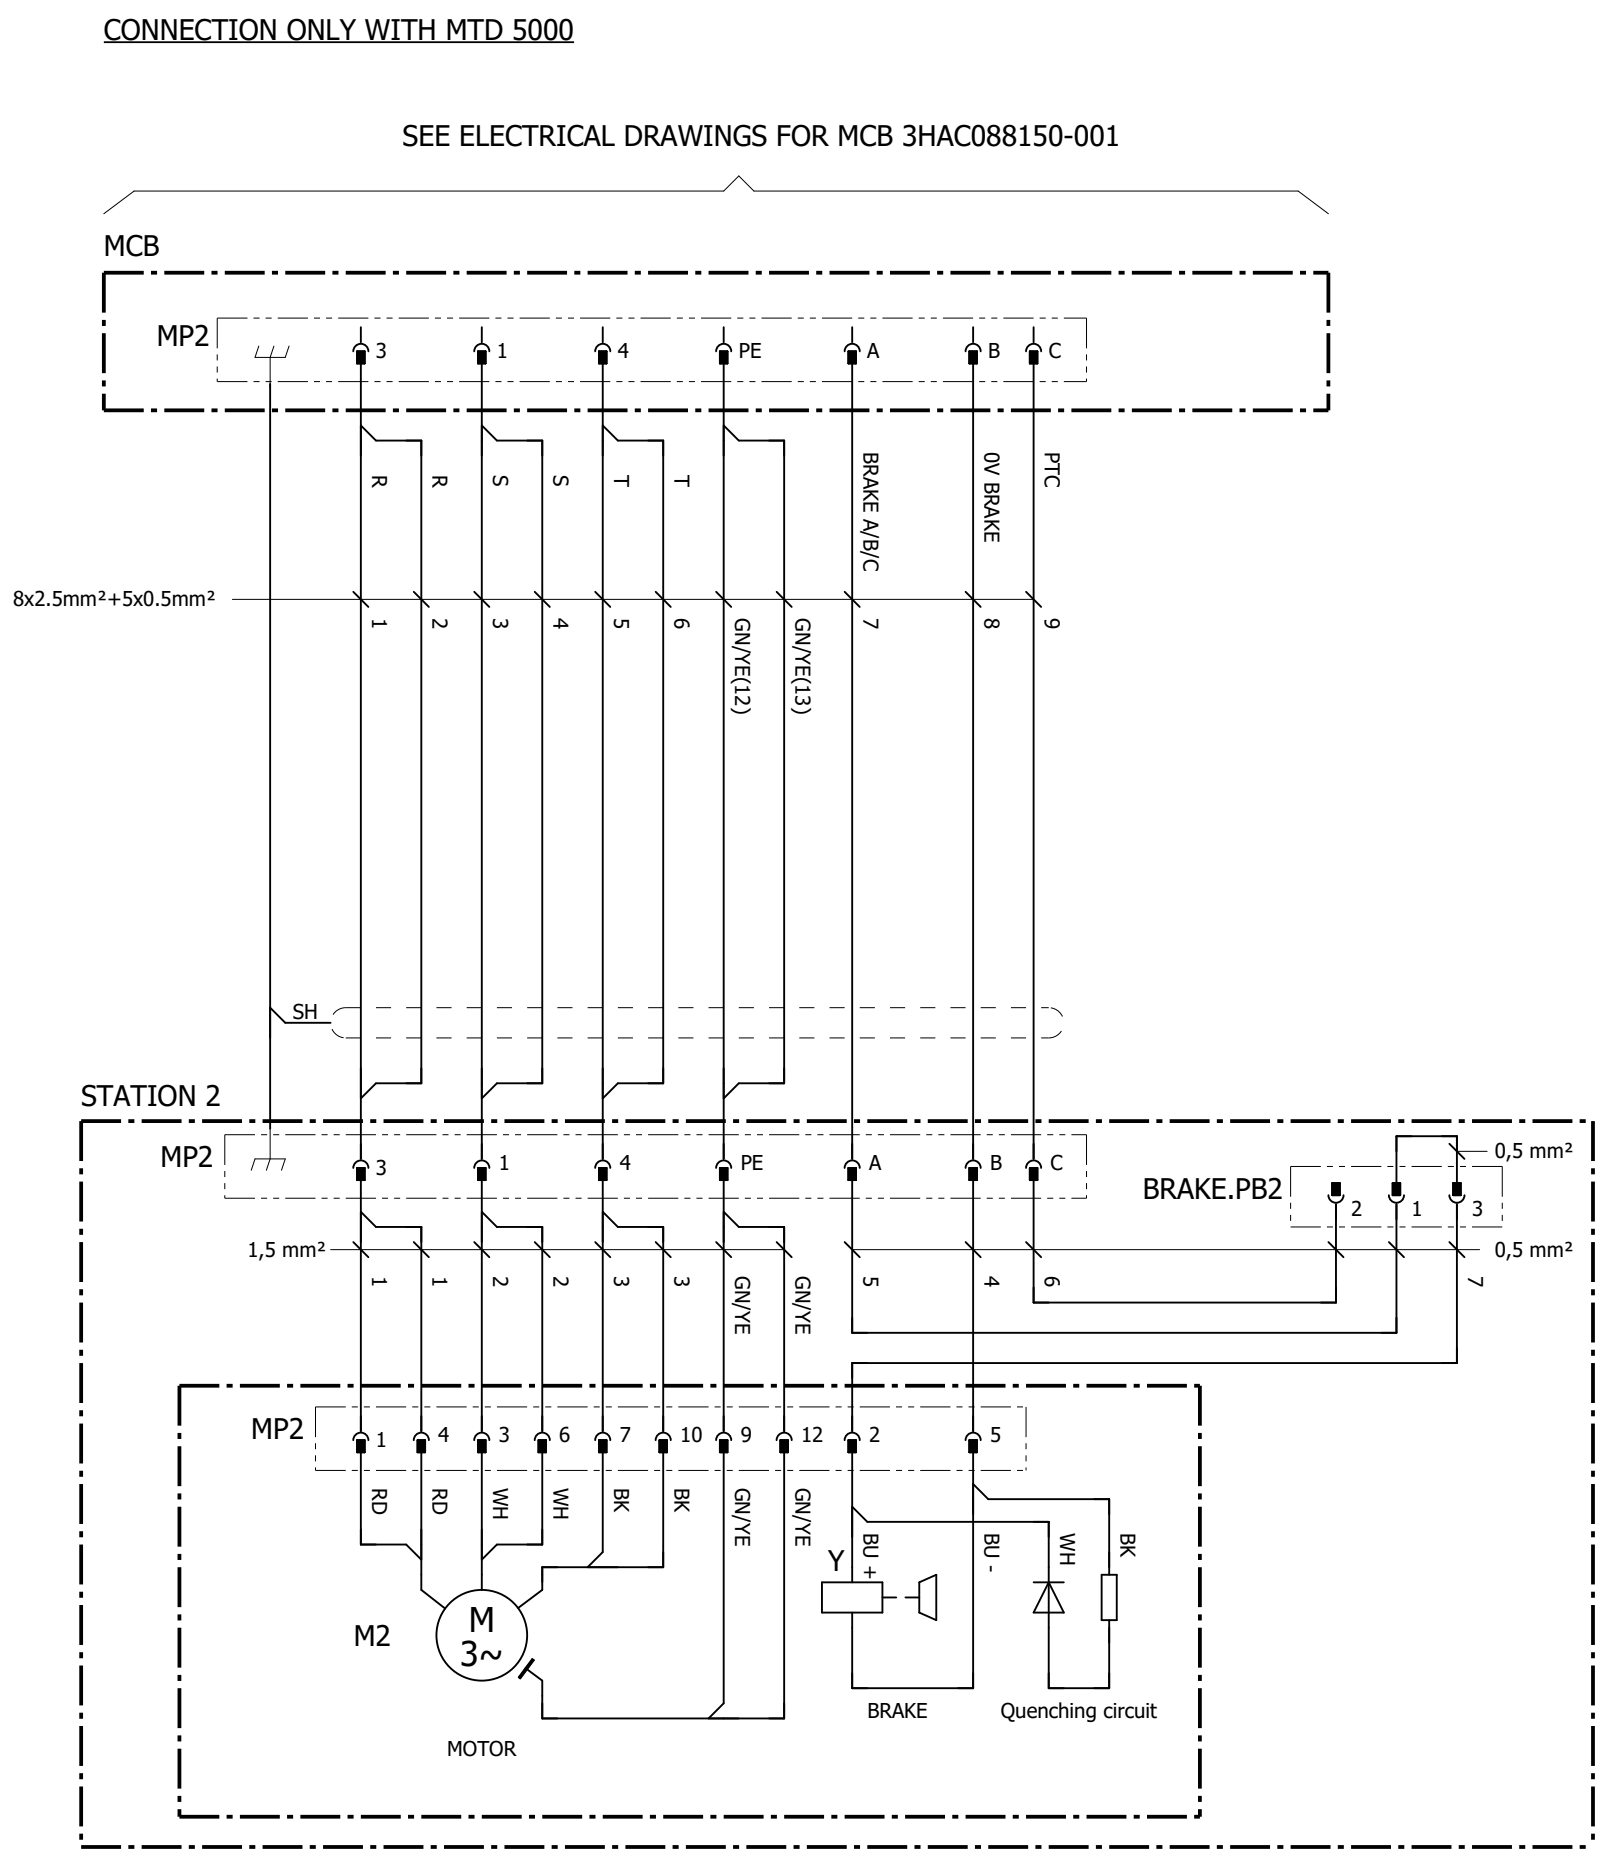 CONNECTION ONLY WITH MTD 5000
SEE ELECTRICAL DRAWINGS FOR MCB 3HAC088150-001
MCB
MP2
3
1
4
PE
A
B
C
R
R
S
S
T
T
BRAKE A/B/C
0V BRAKE
PTC
8x2.5mm²+5x0.5mm²
1
2
3
4
5
6
GN/YE(12)
GN/YE(13)
7
8
9
SH
STATION 2
MP2
3
1
4
PE
A
B
C
0,5 mm²
BRAKE.PB2
2
1
3
1,5 mm²
0,5 mm²
1
1
2
2
3
3
GN/YE
GN/YE
5
4
6
7
MP2
1
4
3
6
7
10
9
12
2
5
RD
RD
WH
WH
BK
BK
GN/YE
GN/YE
BU +
BU -
WH
BK
Y
M2
M
3~
BRAKE
Quenching circuit
MOTOR